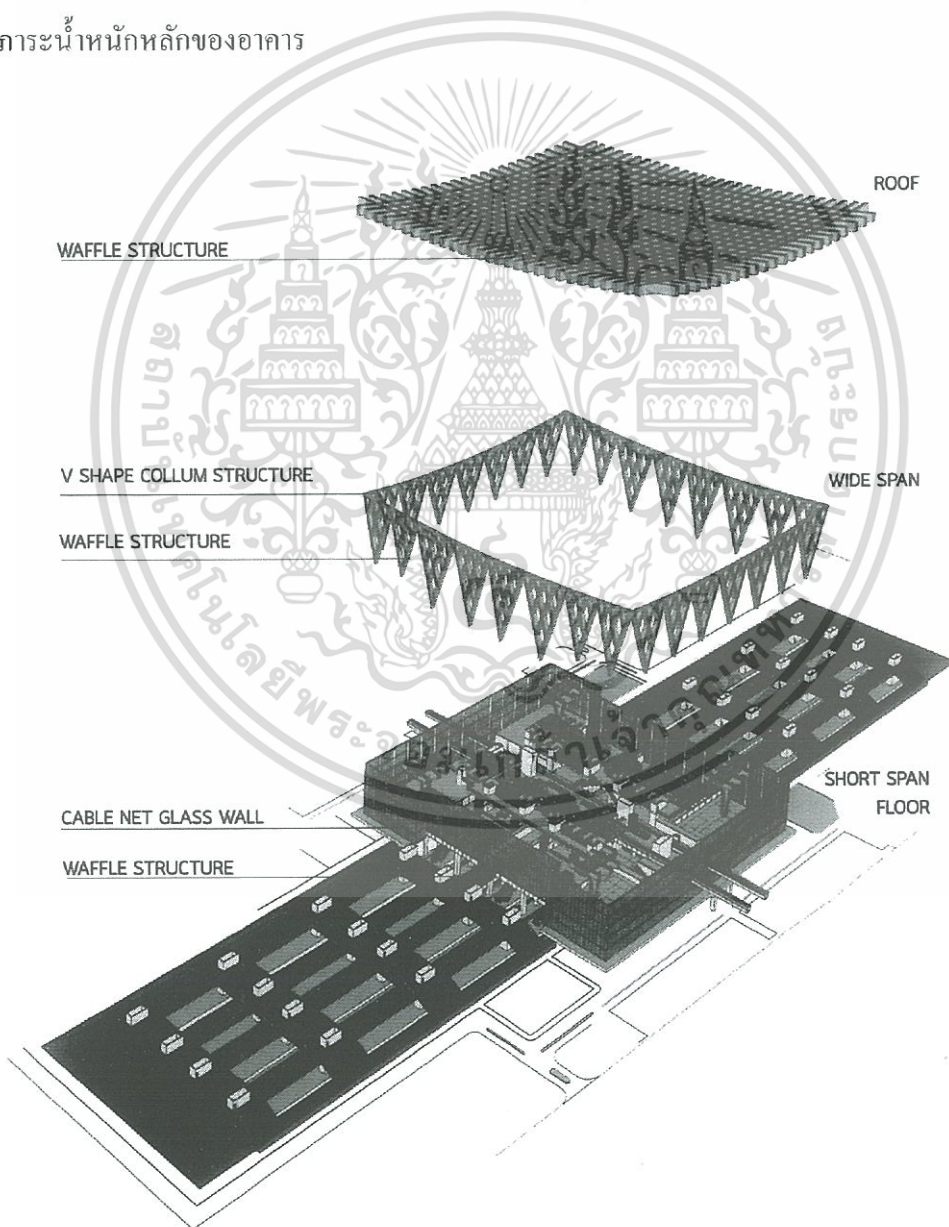 ภาระน้ำหนักหลักของอาคาร
ROOF
WAFFLE STRUCTURE
V SHAPE COLLUM STRUCTURE
WIDE SPAN
WAFFLE STRUCTURE
SHORT SPAN
FLOOR
CABLE NET GLASS WALL
WAFFLE STRUCTURE